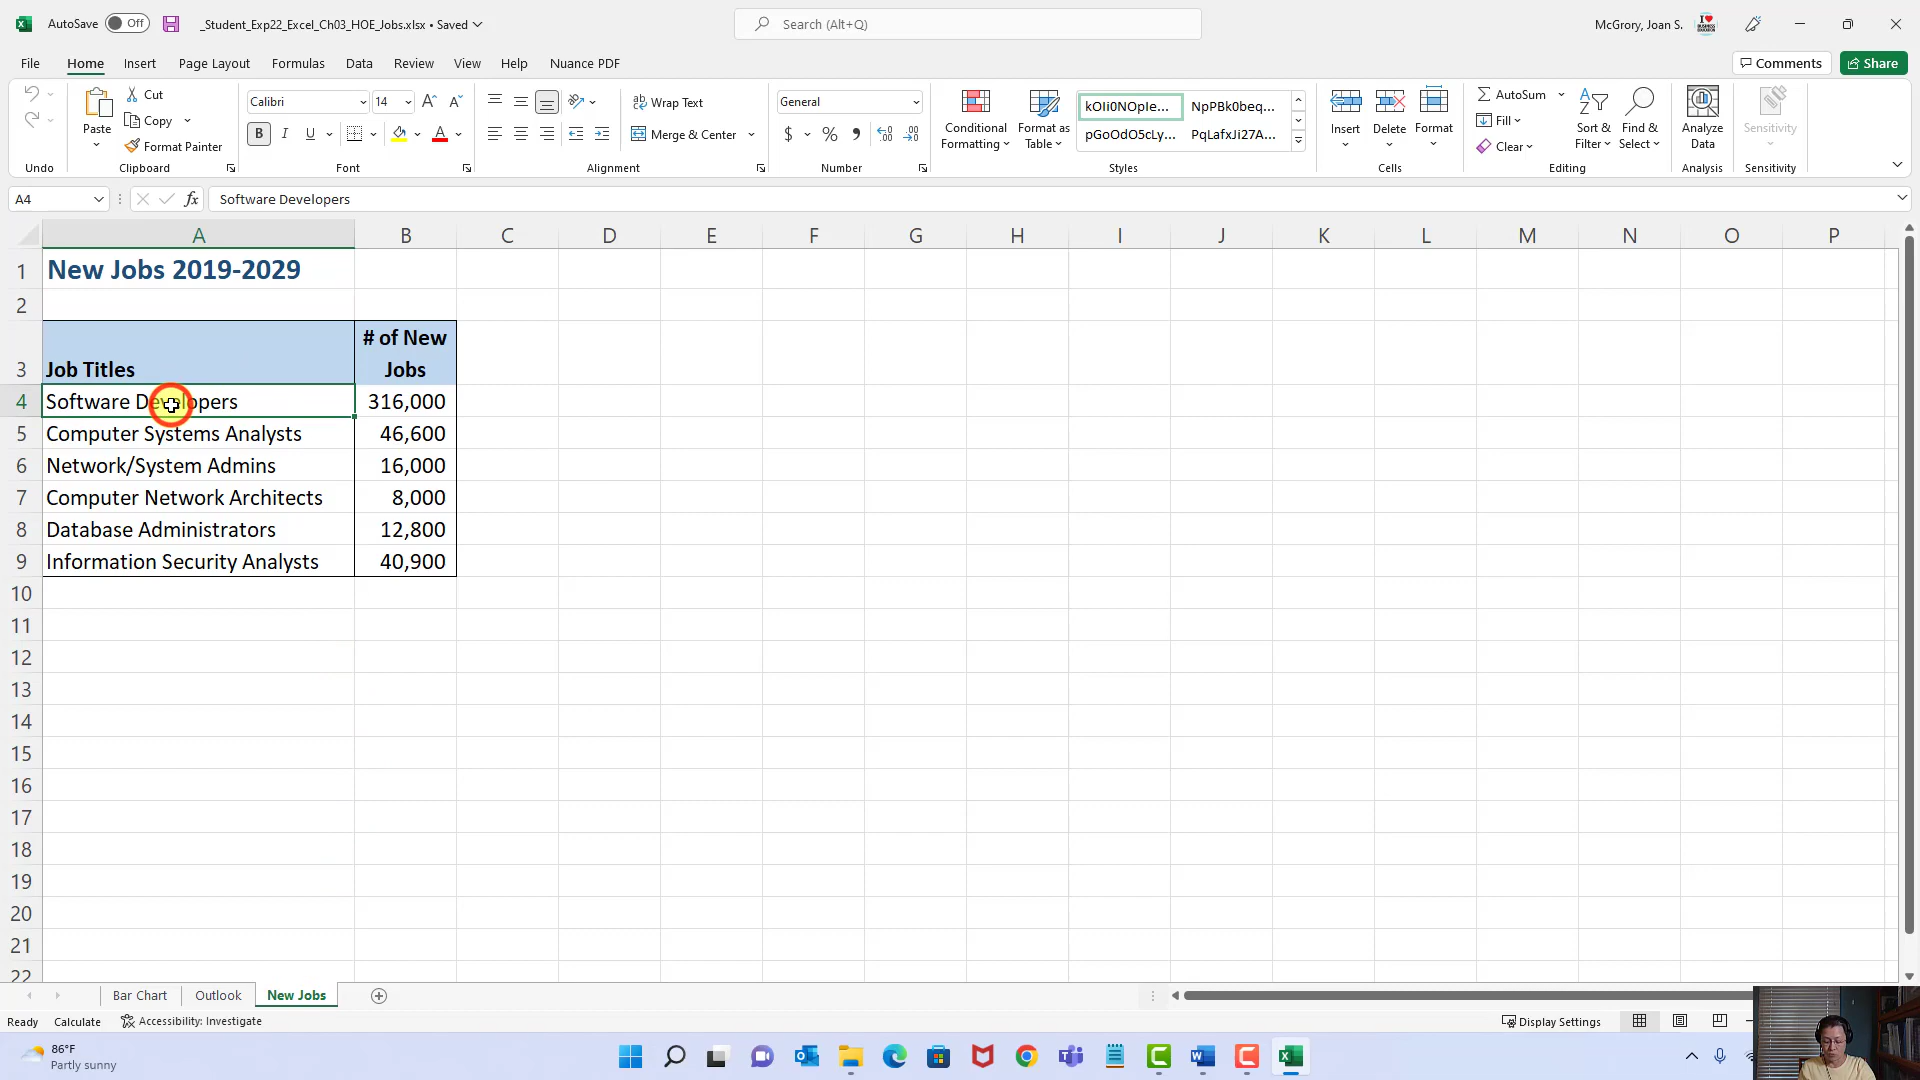 AutoSave Off _Student_Exp22_Excel_Ch03_HOE_Jobs.xlsx • Saved Search (Alt+Q) McGrory, Joan S.
File Home Insert Page Layout Formulas Data Review View Help Nuance PDF Comments Share
Paste Cut Copy Format Painter
Calibri 14 B I U A
Wrap Text Merge & Center
General $ %
Conditional Formatting Format as Table
kOIi0NOpIe... NpPBk0beq...
pGoOdO5cLy... PqLafxJi27A...
Insert Delete Format
AutoSum Fill Clear Sort & Filter Find & Select
Analyze Data Sensitivity
Undo Clipboard Font Alignment Number Styles Cells Editing Analysis Sensitivity
A4 fx Software Developers
A B C D E F G H I J K L M N O P
1 New Jobs 2019-2029
2
3 Job Titles # of New Jobs
4 Software Developers 316,000
5 Computer Systems Analysts 46,600
6 Network/System Admins 16,000
7 Computer Network Architects 8,000
8 Database Administrators 12,800
9 Information Security Analysts 40,900
10
11
12
13
14
15
16
17
18
19
20
21
22
Bar Chart Outlook New Jobs
Ready Calculate Accessibility: Investigate Display Settings
86°F
Partly sunny